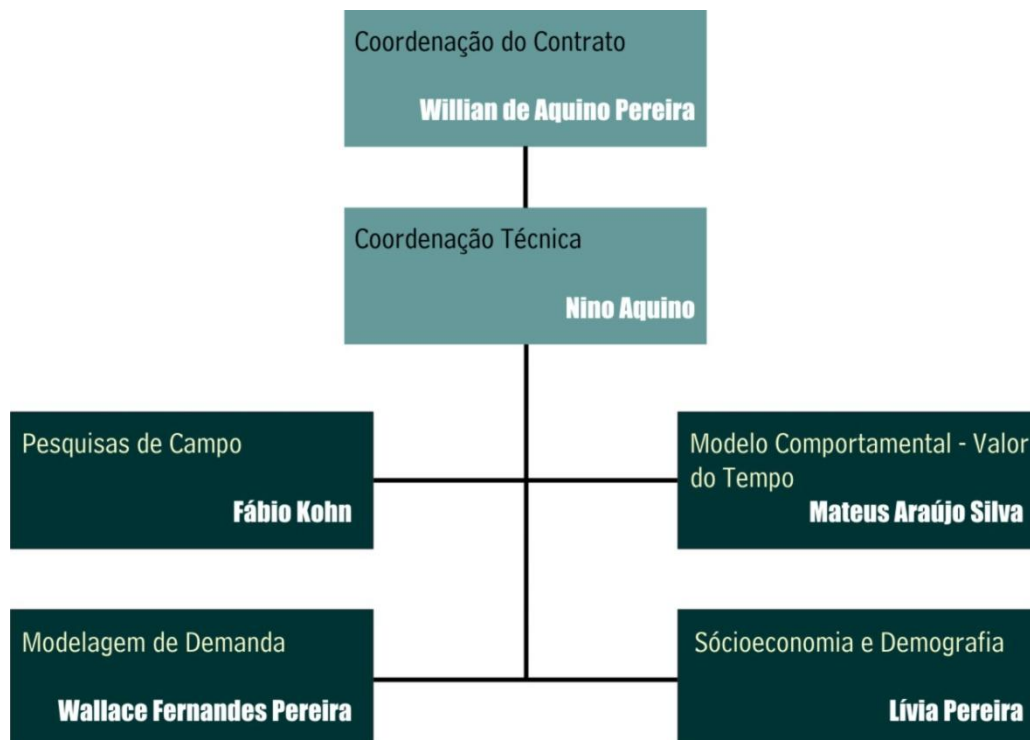 Coordenação do Contrato
Willian de Aquino Pereira
Coordenação Técnica
Nino Aquino
Pesquisas de Campo
Fábio Kohn
Modelo Comportamental - Valor
do Tempo
Mateus Araújo Silva
Modelagem de Demanda
Wallace Fernandes Pereira
Sócioeconomia e Demografia
Lívia Pereira